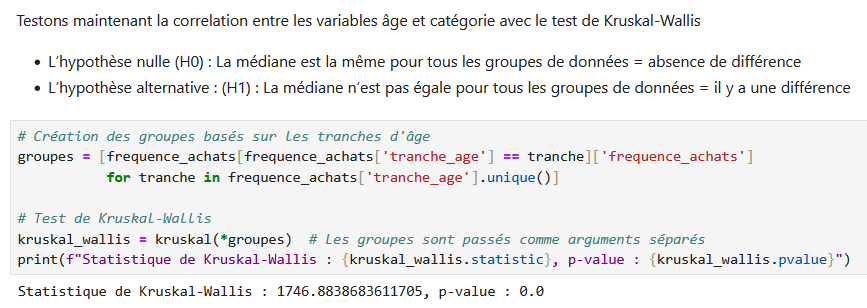 Testons maintenant la correlation entre les variables âge et catégorie avec le test de Kruskal-Wallis
• L'hypothèse nulle (H0) : La médiane est la même pour tous les groupes de données = absence de différence
• L'hypothèse alternative : (H1) : La médiane n'est pas égale pour tous les groupes de données = il y a une différence
# Création des groupes basés sur les tranches d'âge
groupes = [frequence_achats[frequence_achats['tranche_age'] == tranche]['frequence_achats']
           for tranche in frequence_achats['tranche_age'].unique()]
# Test de Kruskal-Wallis
kruskal_wallis = kruskal(*groupes)  # Les groupes sont passés comme arguments séparés
print(f"Statistique de Kruskal-Wallis : {kruskal_wallis.statistic}, p-value : {kruskal_wallis.pvalue}")
Statistique de Kruskal-Wallis : 1746.8838683611705, p-value : 0.0